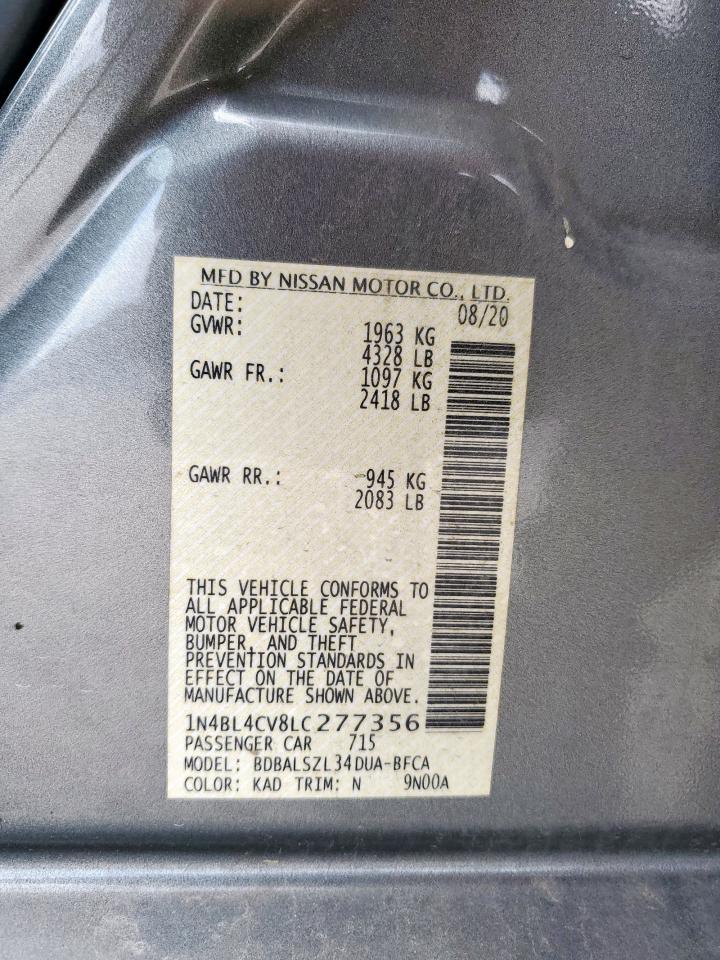 MFD BY NISSAN MOTOR CO., LTD.
DATE: 08/20
GVWR: 1963 KG
4328 LB
GAWR FR.: 1097 KG
2418 LB
GAWR RR.: 945 KG
2083 LB
THIS VEHICLE CONFORMS TO
ALL APPLICABLE FEDERAL
MOTOR VEHICLE SAFETY,
BUMPER, AND THEFT
PREVENTION STANDARDS IN
EFFECT ON THE DATE OF
MANUFACTURE SHOWN ABOVE.
1N4BL4CV8LC277356
PASSENGER CAR 715
MODEL: BDBALSZL34DUA-BFCA
COLOR: KAD TRIM: N 9N00A